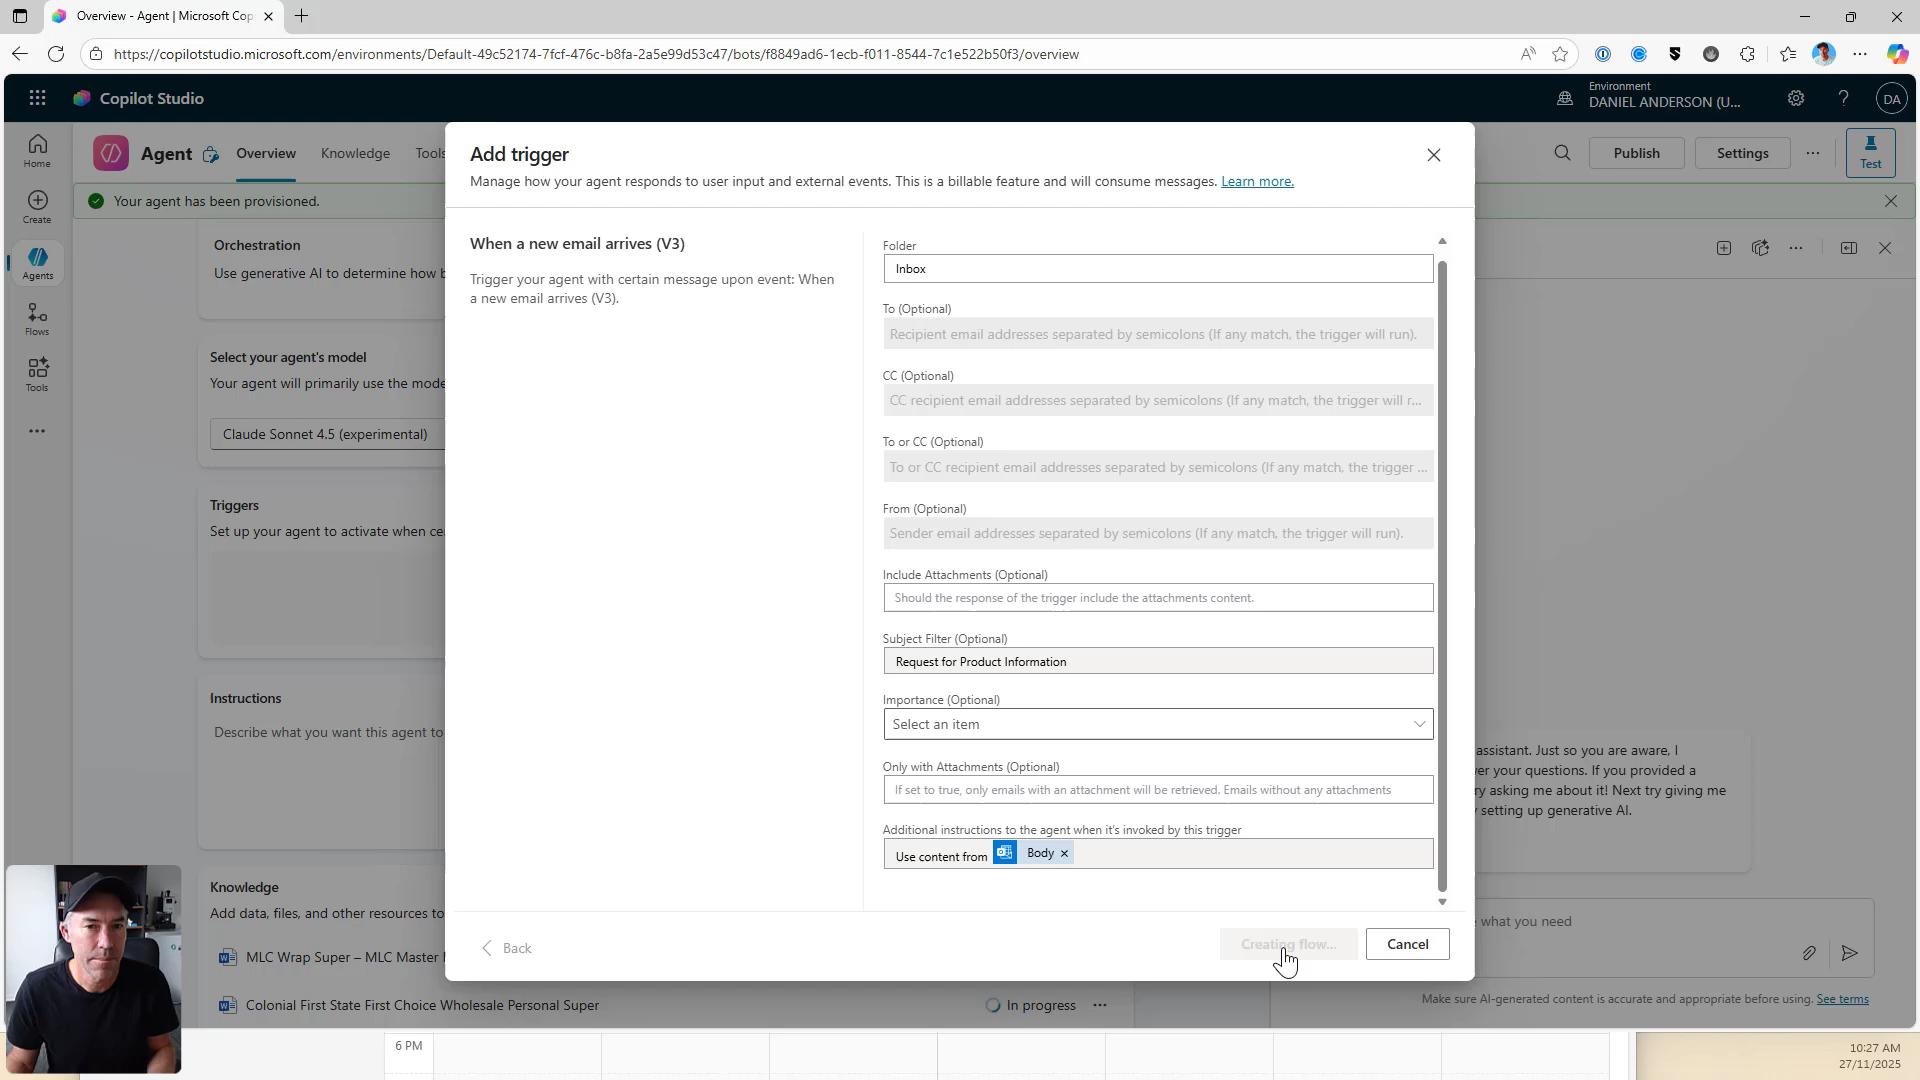 Overview - Agent | Microsoft Cop
https://copilotstudio.microsoft.com/environments/Default-49c52174-7fcf-476c-b8fa-2a5e99d53c47/bots/f8849ad6-1ecb-f011-8544-7c1e522b50f3/overview
Copilot Studio
Environment
DANIEL ANDERSON (U...
DA
Home
Create
Agents
Flows
Tools
Agent
Overview
Knowledge
Tools
Publish
Settings
Test
Your agent has been provisioned.
Orchestration
Use generative AI to determine how b
Select your agent's model
Your agent will primarily use the mode
Claude Sonnet 4.5 (experimental)
Triggers
Set up your agent to activate when ce
Instructions
Describe what you want this agent to
Knowledge
Add data, files, and other resources to
MLC Wrap Super – MLC Master
Colonial First State First Choice Wholesale Personal Super
In progress
Add trigger
Manage how your agent responds to user input and external events. This is a billable feature and will consume messages. Learn more.
When a new email arrives (V3)
Trigger your agent with certain message upon event: When
a new email arrives (V3).
Folder
Inbox
To (Optional)
Recipient email addresses separated by semicolons (If any match, the trigger will run).
CC (Optional)
CC recipient email addresses separated by semicolons (If any match, the trigger will r...
To or CC (Optional)
To or CC recipient email addresses separated by semicolons (If any match, the trigger ...
From (Optional)
Sender email addresses separated by semicolons (If any match, the trigger will run).
Include Attachments (Optional)
Should the response of the trigger include the attachments content.
Subject Filter (Optional)
Request for Product Information
Importance (Optional)
Select an item
Only with Attachments (Optional)
If set to true, only emails with an attachment will be retrieved. Emails without any attachments
Additional instructions to the agent when it's invoked by this trigger
Use content from Body
Back
Creating flow...
Cancel
assistant. Just so you are aware, I
er your questions. If you provided a
ry asking me about it! Next try giving me
setting up generative AI.
what you need
Make sure AI-generated content is accurate and appropriate before using. See terms
6 PM
10:27 AM
27/11/2025